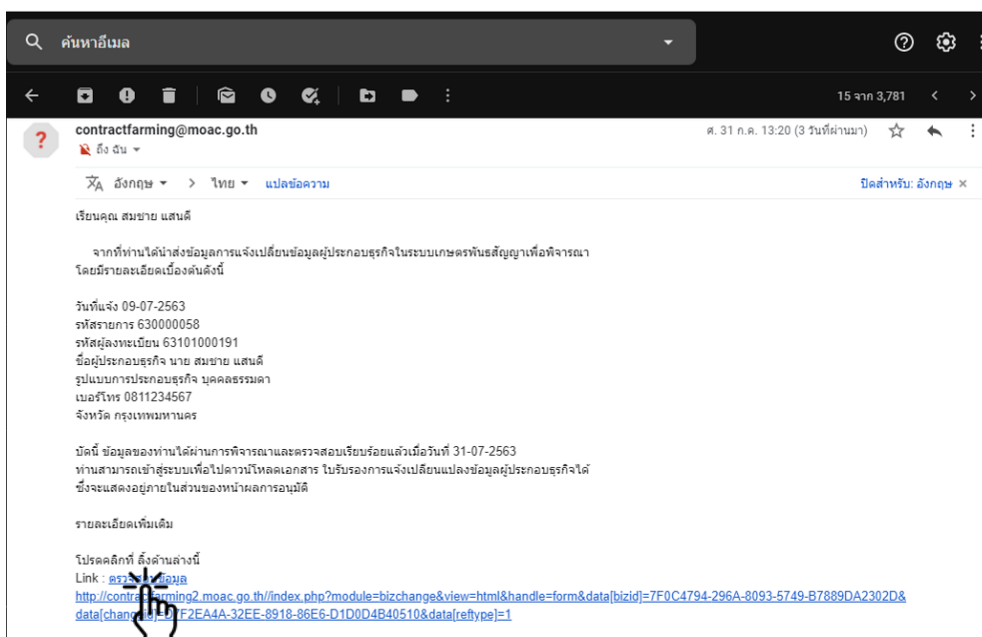 ค้นหาอีเมล
15 จาก 3,781
contractfarming@moac.go.th
ศ. 31 ก.ค. 13:20 (3 วันที่ผ่านมา)
ถึง ฉัน
อังกฤษ > ไทย แปลข้อความ ปิดสำหรับ: อังกฤษ ×
เรียนคุณ สมชาย แสนดี
จากที่ท่านได้นำส่งข้อมูลการแจ้งเปลี่ยนข้อมูลผู้ประกอบธุรกิจในระบบเกษตรพันธสัญญาเพื่อพิจารณา
โดยมีรายละเอียดเบื้องต้นดังนี้
วันที่แจ้ง 09-07-2563
รหัสรายการ 630000058
รหัสผู้ลงทะเบียน 63101000191
ชื่อผู้ประกอบธุรกิจ นาย สมชาย แสนดี
รูปแบบการประกอบธุรกิจ บุคคลธรรมดา
เบอร์โทร 0811234567
จังหวัด กรุงเทพมหานคร
บัดนี้ ข้อมูลของท่านได้ผ่านการพิจารณาและตรวจสอบเรียบร้อยแล้วเมื่อวันที่ 31-07-2563
ท่านสามารถเข้าสู่ระบบเพื่อไปดาวน์โหลดเอกสาร ใบรับรองการแจ้งเปลี่ยนแปลงข้อมูลผู้ประกอบธุรกิจได้
ซึ่งจะแสดงอยู่ภายในส่วนของหน้าผลการอนุมัติ
รายละเอียดเพิ่มเติม
โปรดคลิกที่ ลิ้งด้านล่างนี้
Link : ตรวจสอบข้อมูล
http://contractfarming2.moac.go.th//index.php?module=bizchange&view=html&handle=form&data[bizid]=7F0C4794-296A-8093-5749-B7889DA2302D&
data[changeid]=D7F2EA4A-32EE-8918-86E6-D1D0D4B40510&data[reftype]=1